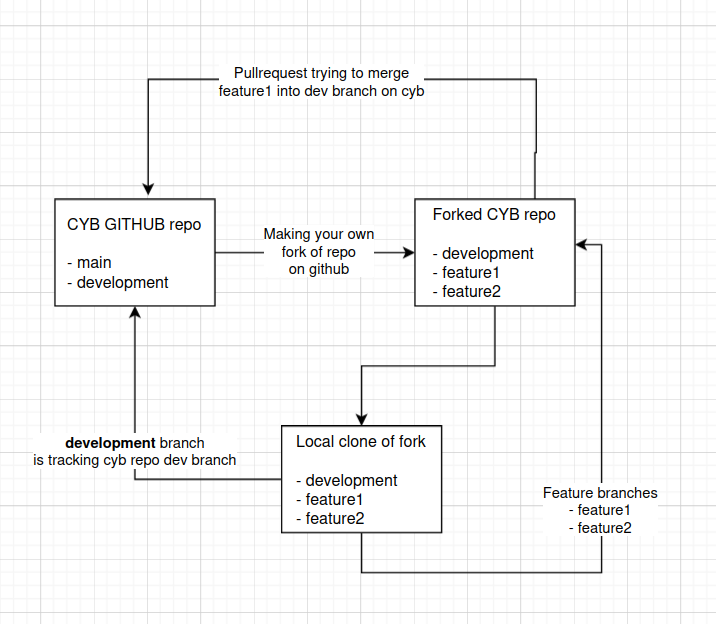 Pullrequest trying to merge
feature1 into dev branch on cyb
CYB GITHUB repo
- main
- development
Making your own
fork of repo
on github
Forked CYB repo
- development
- feature1
- feature2
development branch
is tracking cyb repo dev branch
Local clone of fork
- development
- feature1
- feature2
Feature branches
- feature1
- feature2